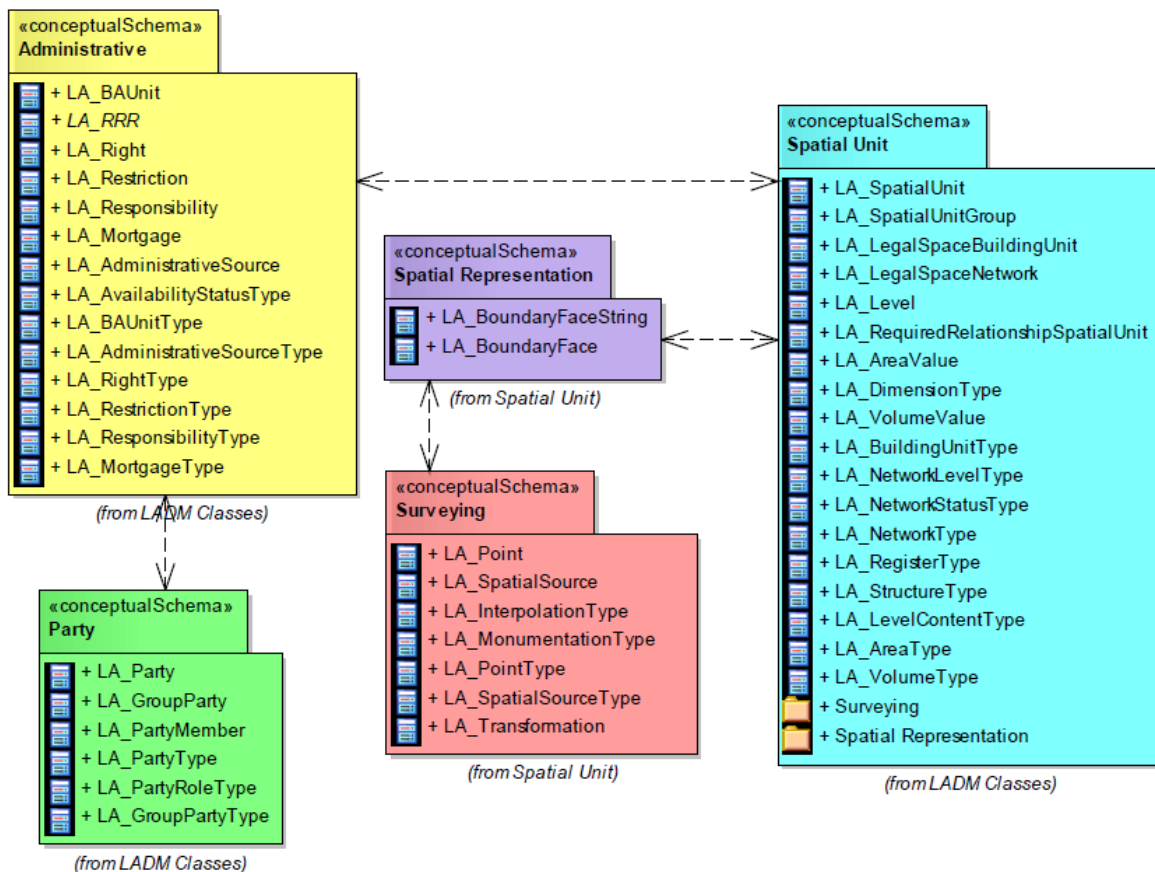 «conceptualSchema»
Administrative
+ LA_BAUnit
+ LA_RRR
+ LA_Right
+ LA_Restriction
+ LA_Responsibility
+ LA_Mortgage
+ LA_AdministrativeSource
+ LA_AvailabilityStatusType
+ LA_BAUnitType
+ LA_AdministrativeSourceType
+ LA_RightType
+ LA_RestrictionType
+ LA_ResponsibilityType
+ LA_MortgageType
(from LADM Classes)
«conceptualSchema»
Party
+ LA_Party
+ LA_GroupParty
+ LA_PartyMember
+ LA_PartyType
+ LA_PartyRoleType
+ LA_GroupPartyType
(from LADM Classes)
«conceptualSchema»
Spatial Representation
+ LA_BoundaryFaceString
+ LA_BoundaryFace
(from Spatial Unit)
«conceptualSchema»
Surveying
+ LA_Point
+ LA_SpatialSource
+ LA_InterpolationType
+ LA_MonumentationType
+ LA_PointType
+ LA_SpatialSourceType
+ LA_Transformation
(from Spatial Unit)
«conceptualSchema»
Spatial Unit
+ LA_SpatialUnit
+ LA_SpatialUnitGroup
+ LA_LegalSpaceBuildingUnit
+ LA_LegalSpaceNetwork
+ LA_Level
+ LA_RequiredRelationshipSpatialUnit
+ LA_AreaValue
+ LA_DimensionType
+ LA_VolumeValue
+ LA_BuildingUnitType
+ LA_NetworkLevelType
+ LA_NetworkStatusType
+ LA_NetworkType
+ LA_RegisterType
+ LA_StructureType
+ LA_LevelContentType
+ LA_AreaType
+ LA_VolumeType
+ Surveying
+ Spatial Representation
(from LADM Classes)